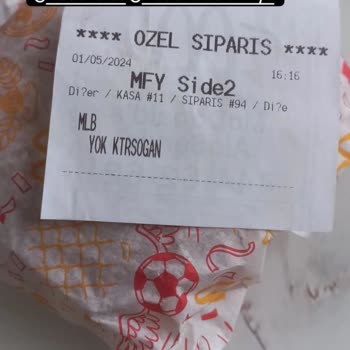 **** OZEL SIPARIS ****
01/05/2024 16:16
MFY Side2
Di?er / KASA #11 / SIPARIS #94 / Di?e
MLB
YOK KTRSOGAN